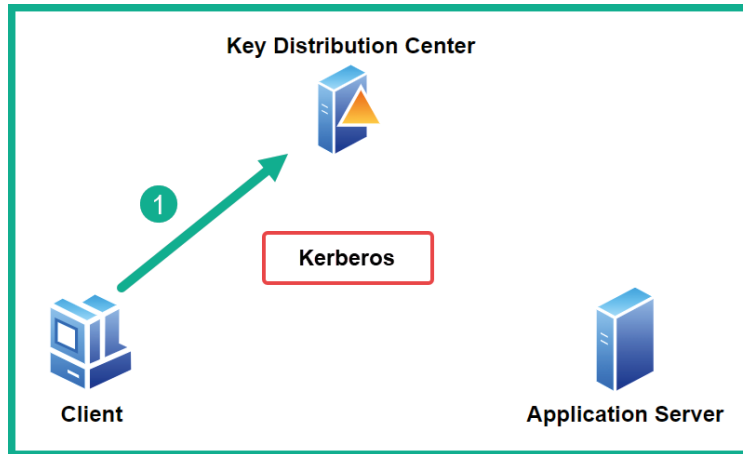 Key Distribution Center
1
Kerberos
Client
Application Server